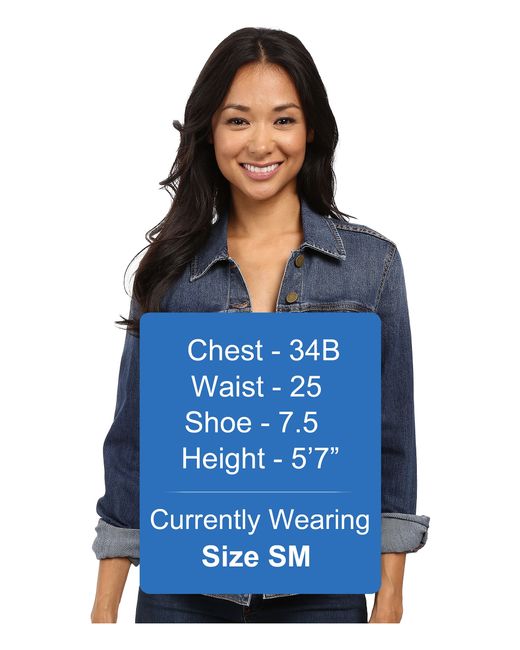 Chest - 34B
Waist - 25
Shoe - 7.5
Height - 5’7”
Currently Wearing
Size SM